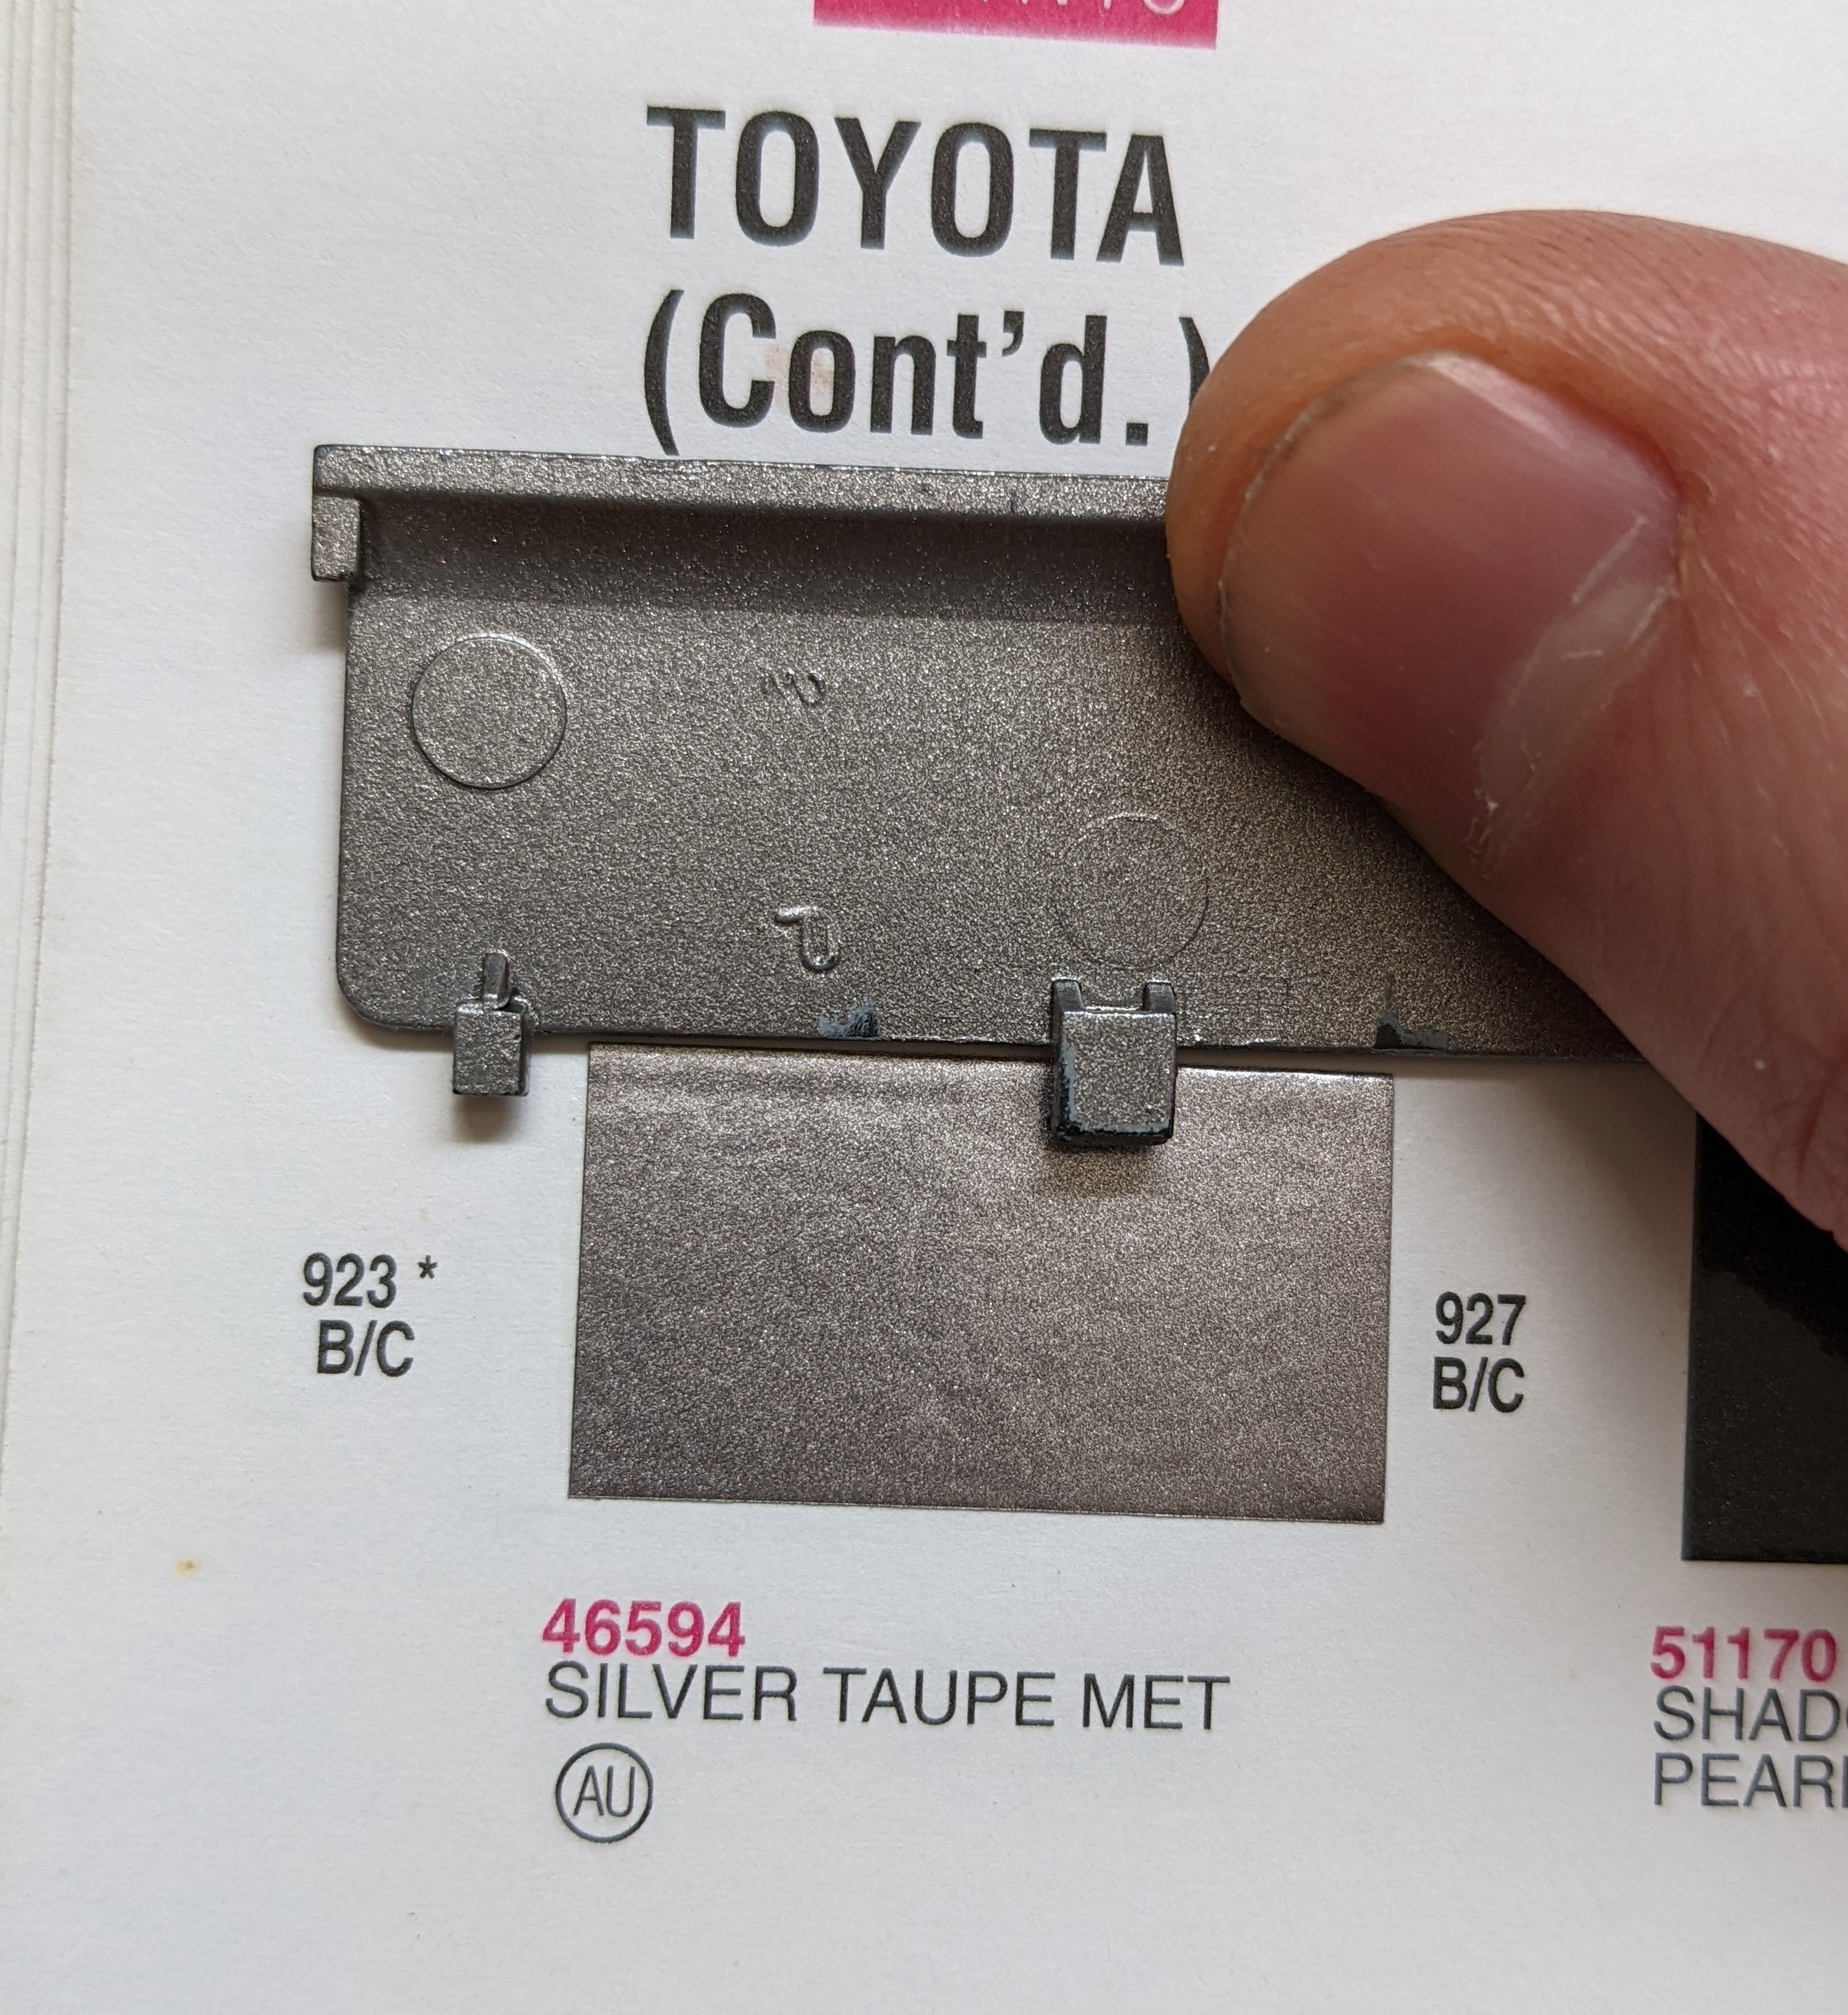 TOYOTA
(Cont'd. )
923 *
B/C
927
B/C
46594
SILVER TAUPE MET
AU
51170